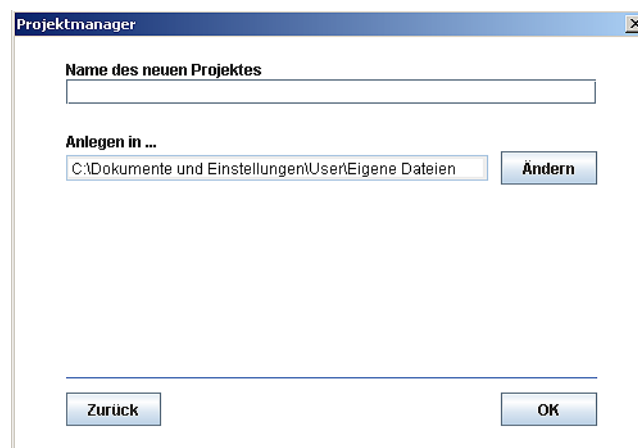 Projektmanager
Name des neuen Projektes
Anlegen in ...
C:\Dokumente und Einstellungen\User\Eigene Dateien
Ändern
Zurück
OK